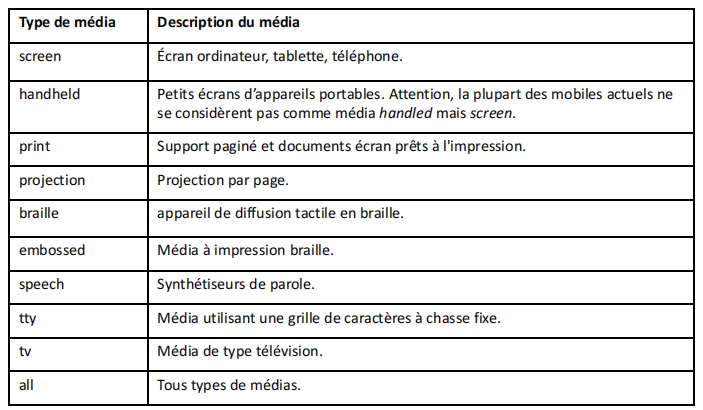 Type de média Description du média
screen Écran ordinateur, tablette, téléphone.
handheld Petits écrans d’appareils portables. Attention, la plupart des mobiles actuels ne
se considèrent pas comme média handled mais screen.
print Support paginé et documents écran prêts à l'impression.
projection Projection par page.
braille appareil de diffusion tactile en braille.
embossed Média à impression braille.
speech Synthétiseurs de parole.
tty Média utilisant une grille de caractères à chasse fixe.
tv Média de type télévision.
all Tous types de médias.